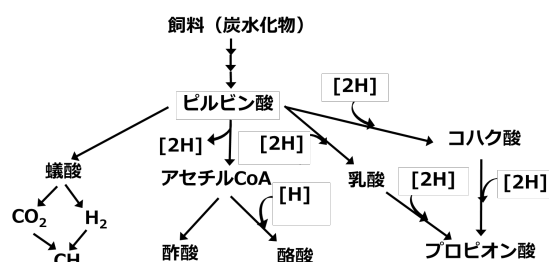 飼料（炭水化物）
ピルビン酸
[2H]
コハク酸
[2H]
[2H]
蟻酸
アセチルCoA
乳酸
[2H]
[2H]
[H]
CO2
H2
CH
酢酸
酪酸
プロピオン酸